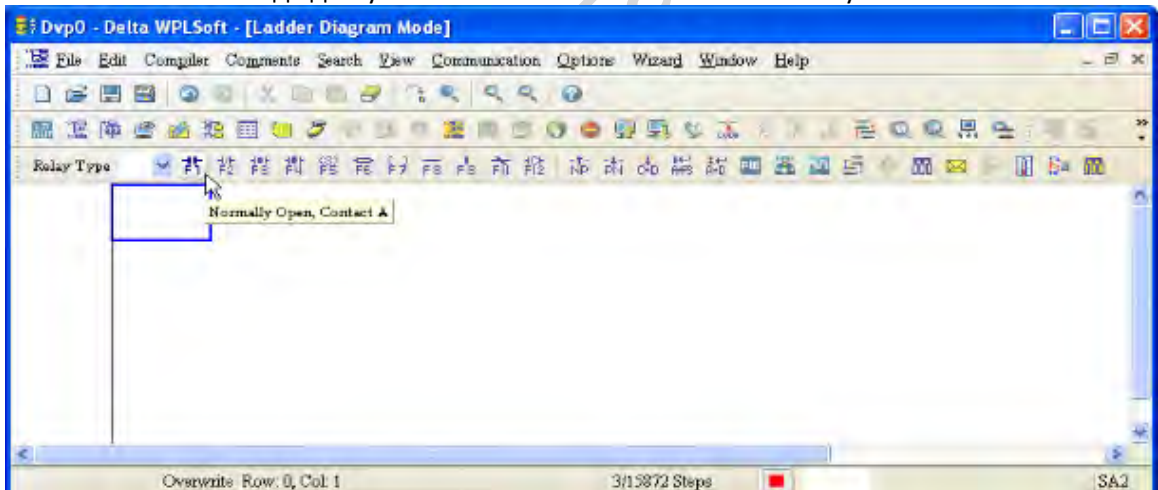 Dvp0 - Delta WPLSoft - [Ladder Diagram Mode]
File Edit Compiler Comments Search View Communication Options Wizard Window Help
Relay Type
Normally Open, Contact A
Overwrite Row: 0, Col: 1 3/15872 Steps SA2